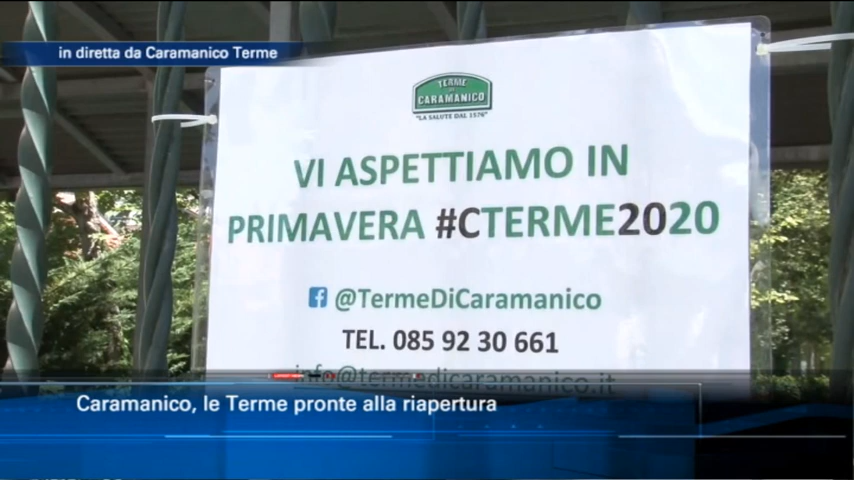 in diretta da Caramanico Terme
TERME
DI
CARAMANICO
"LA SALUTE DAL 1576"
VI ASPETTIAMO IN
PRIMAVERA #CTERME2020
@TermeDiCaramanico
TEL. 085 92 30 661
info@termedicaramanico.it
Caramanico, le Terme pronte alla riapertura